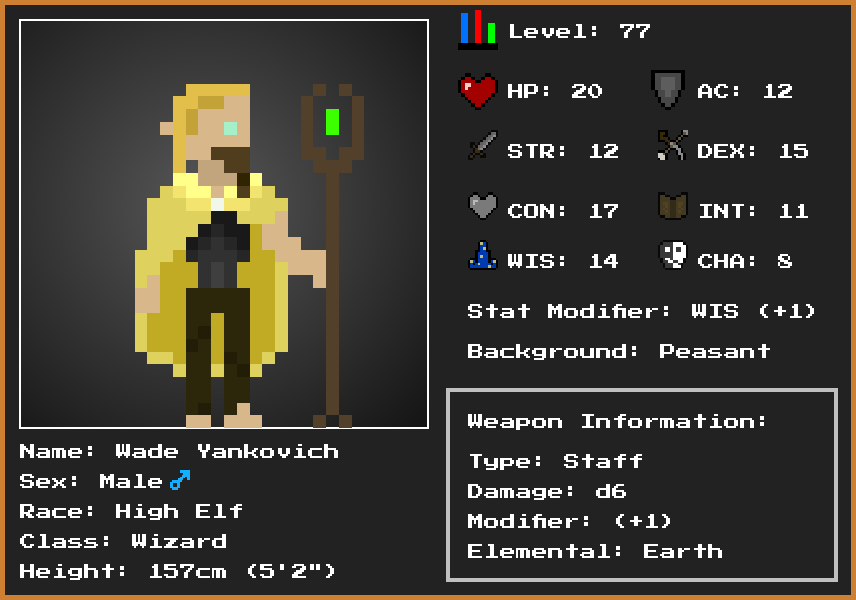 Level: 77
HP: 20
AC: 12
STR: 12
DEX: 15
CON: 17
INT: 11
WIS: 14
CHA: 8
Stat Modifier: WIS (+1)
Background: Peasant
Weapon Information:
Type: Staff
Damage: d6
Modifier: (+1)
Elemental: Earth
Name: Wade Yankovich
Sex: Male♂
Race: High Elf
Class: Wizard
Height: 157cm (5'2")